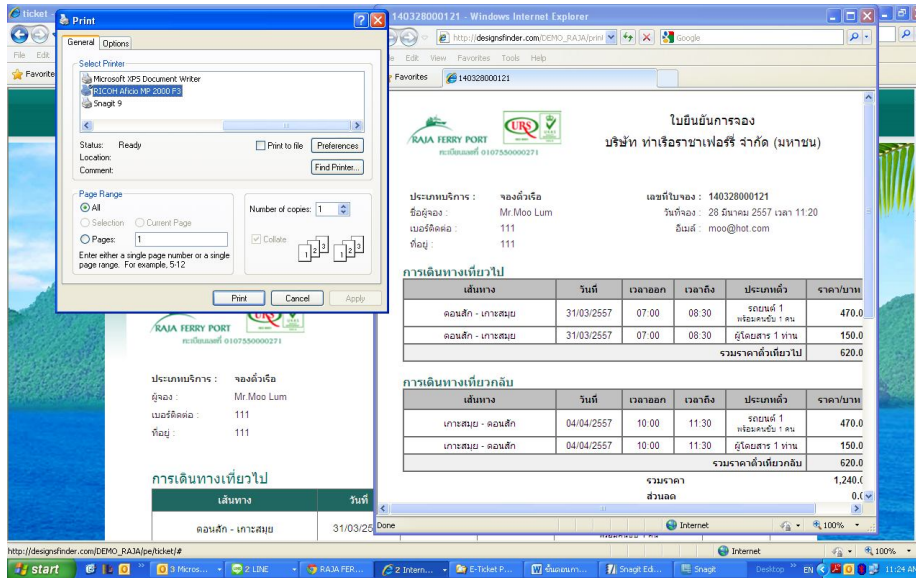 ticket
Print
General Options
Select Printer
Microsoft XPS Document Writer
RICOH Aficio MP 2000 F3
Snagit 9
Status: Ready
Print to file
Preferences
Location:
Comment:
Find Printer...
Page Range
All
Selection Current Page
Pages: 1
Enter either a single page number or a single
page range. For example, 5-12
Number of copies: 1
Collate
1 2 3 1 2 3
Print Cancel Apply
File Edit
Favorite
140328000121 - Windows Internet Explorer
http://designsfinder.com/DEMO_RAJA/print
Google
Edit View Favorites Tools Help
Favorites 140328000121
RAJA FERRY PORT
URS
ทะเบียนเลขที่ 0107550000271
ใบยืนยันการจอง
บริษัท ท่าเรือราชาเฟอร์รี่ จำกัด (มหาชน)
ประเภทบริการ : จองตั๋วเรือ
เลขที่ใบจอง : 140328000121
ชื่อผู้จอง : Mr.Moo Lum
วันที่จอง : 28 มีนาคม 2557 เวลา 11:20
เบอร์ติดต่อ : 111
อีเมล์ : moo@hot.com
ที่อยู่ : 111
การเดินทางเที่ยวไป
เส้นทาง วันที่ เวลาออก เวลาถึง ประเภทตั๋ว ราคา/บาท
ดอนสัก - เกาะสมุย 31/03/2557 07:00 08:30 รถยนต์ 1 470.0
พร้อมคนขับ 1 คน
ดอนสัก - เกาะสมุย 31/03/2557 07:00 08:30 ผู้โดยสาร 1 ท่าน 150.0
รวมราคาตั๋วเที่ยวไป 620.0
การเดินทางเที่ยวกลับ
เส้นทาง วันที่ เวลาออก เวลาถึง ประเภทตั๋ว ราคา/บาท
เกาะสมุย - ดอนสัก 04/04/2557 10:00 11:30 รถยนต์ 1 470.0
พร้อมคนขับ 1 คน
เกาะสมุย - ดอนสัก 04/04/2557 10:00 11:30 ผู้โดยสาร 1 ท่าน 150.0
รวมราคาตั๋วเที่ยวกลับ 620.0
รวมราคา 1,240.0
ส่วนลด 0.0
Done Internet 100%
RAJA FERRY PORT
ทะเบียนเลขที่ 0107550000271
ประเภทบริการ : จองตั๋วเรือ
ผู้จอง : Mr.Moo Lum
เบอร์ติดต่อ : 111
ที่อยู่ : 111
การเดินทางเที่ยวไป
เส้นทาง วันที่
ดอนสัก - เกาะสมุย 31/03/25
http://designsfinder.com/DEMO_RAJA/pe/ticket/#
Internet 100%
start 3 Micros... 2 LINE RAJA FER... 2 Intern... E-Ticket P... Snagit Edi... Snagit Desktop EN 11:24 AM